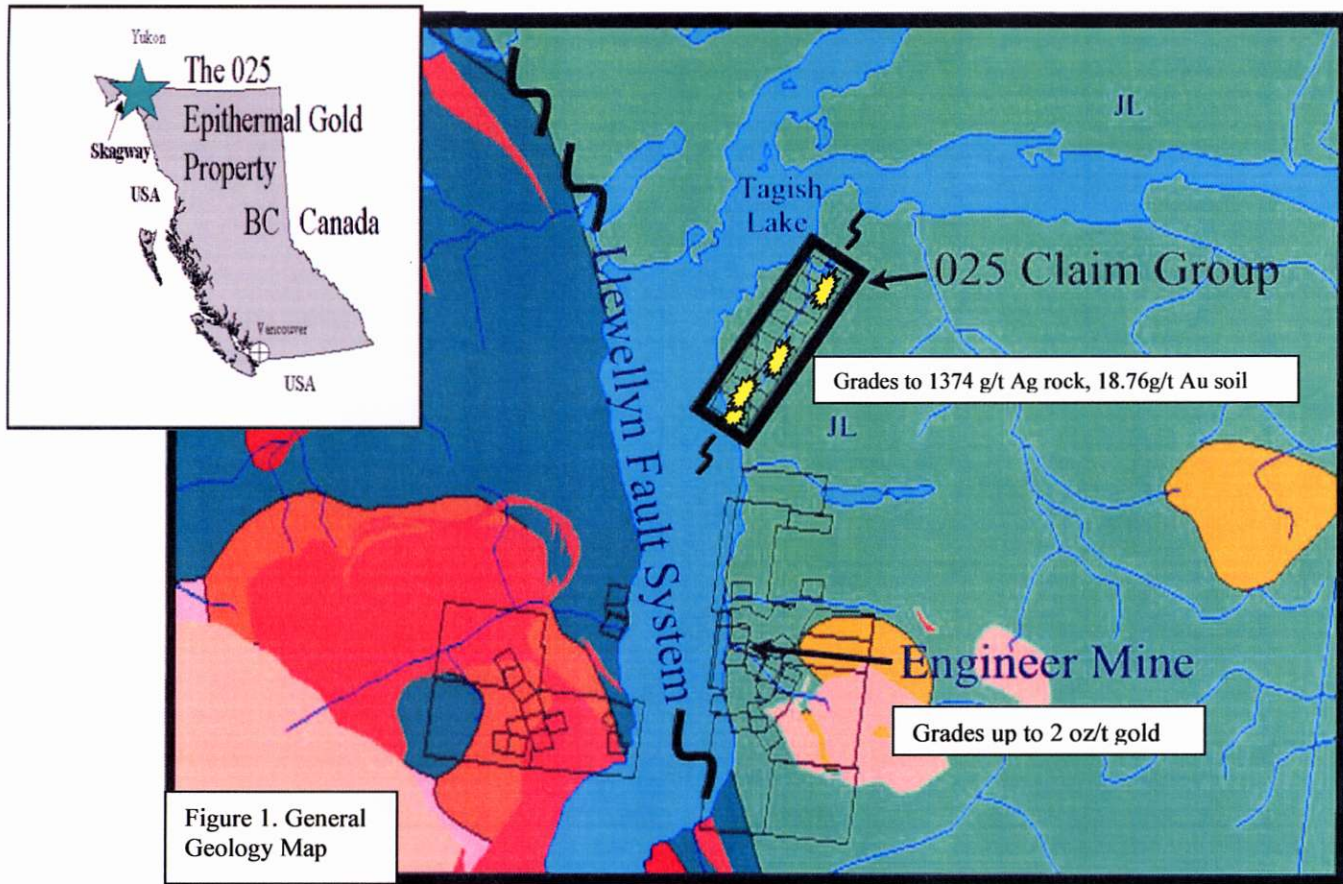 Yukon
The 025
Epithermal Gold
Skagway
Property
USA
BC Canada
Vancouver
USA
JL
Tagish
Lake
025 Claim Group
Grades to 1374 g/t Ag rock, 18.76g/t Au soil
JL
Llewellyn Fault System
Engineer Mine
Grades up to 2 oz/t gold
Figure 1. General
Geology Map